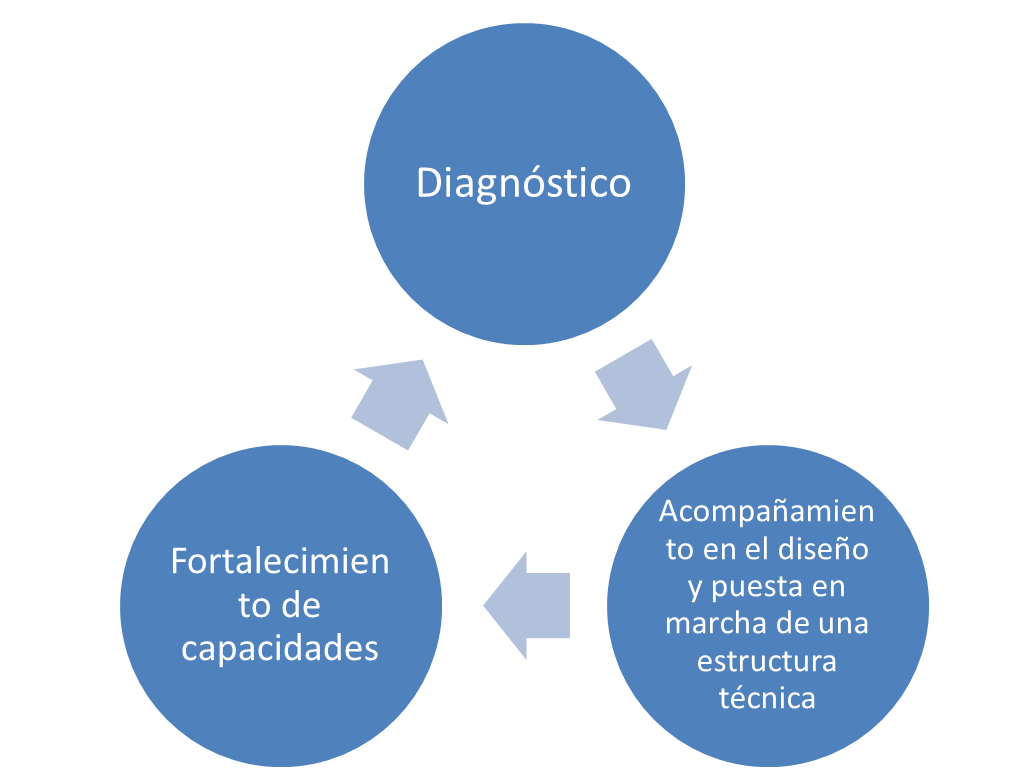 Diagnóstico
Acompañamien
to en el diseño
y puesta en
marcha de una
estructura
técnica
Fortalecimien
to de
capacidades